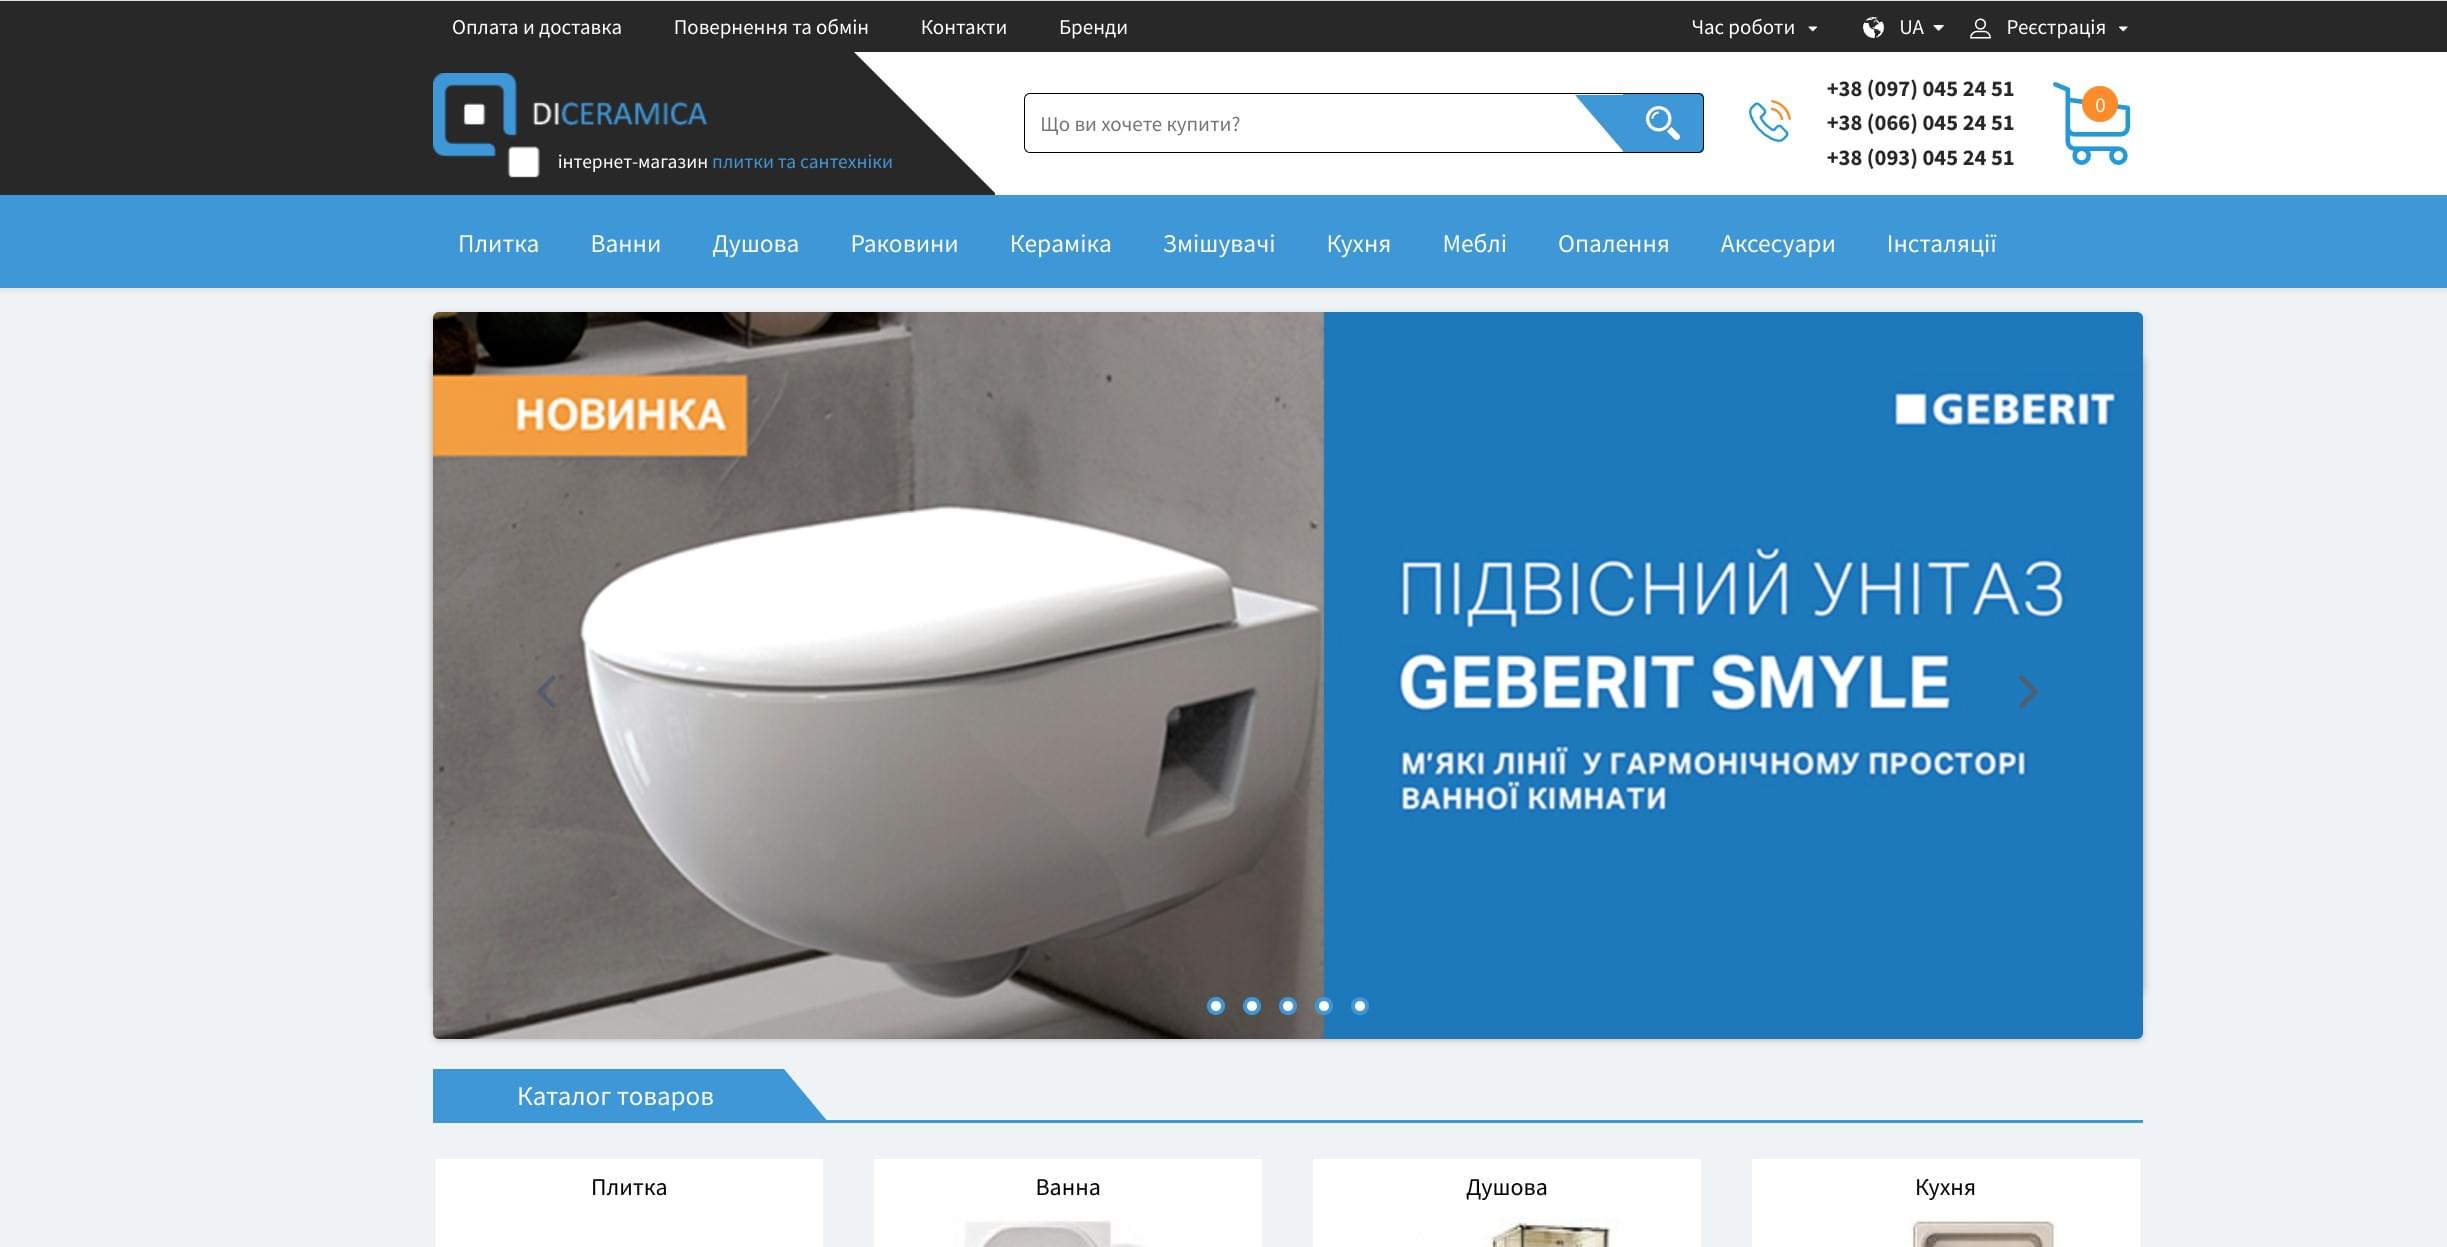 Оплата и доставка
Повернення та обмін
Контакти
Бренди
Час роботи
UA
Реєстрація
DICERAMICA
інтернет-магазин плитки та сантехніки
Що ви хочете купити?
+38 (097) 045 24 51
+38 (066) 045 24 51
+38 (093) 045 24 51
0
Плитка
Ванни
Душова
Раковини
Кераміка
Змішувачі
Кухня
Меблі
Опалення
Аксесуари
Інсталяції
НОВИНКА
GEBERIT
ПІДВІСНИЙ УНІТАЗ
GEBERIT SMYLE
М'ЯКІ ЛІНІЇ У ГАРМОНІЧНОМУ ПРОСТОРІ
ВАННОЇ КІМНАТИ
Каталог товаров
Плитка
Ванна
Душова
Кухня